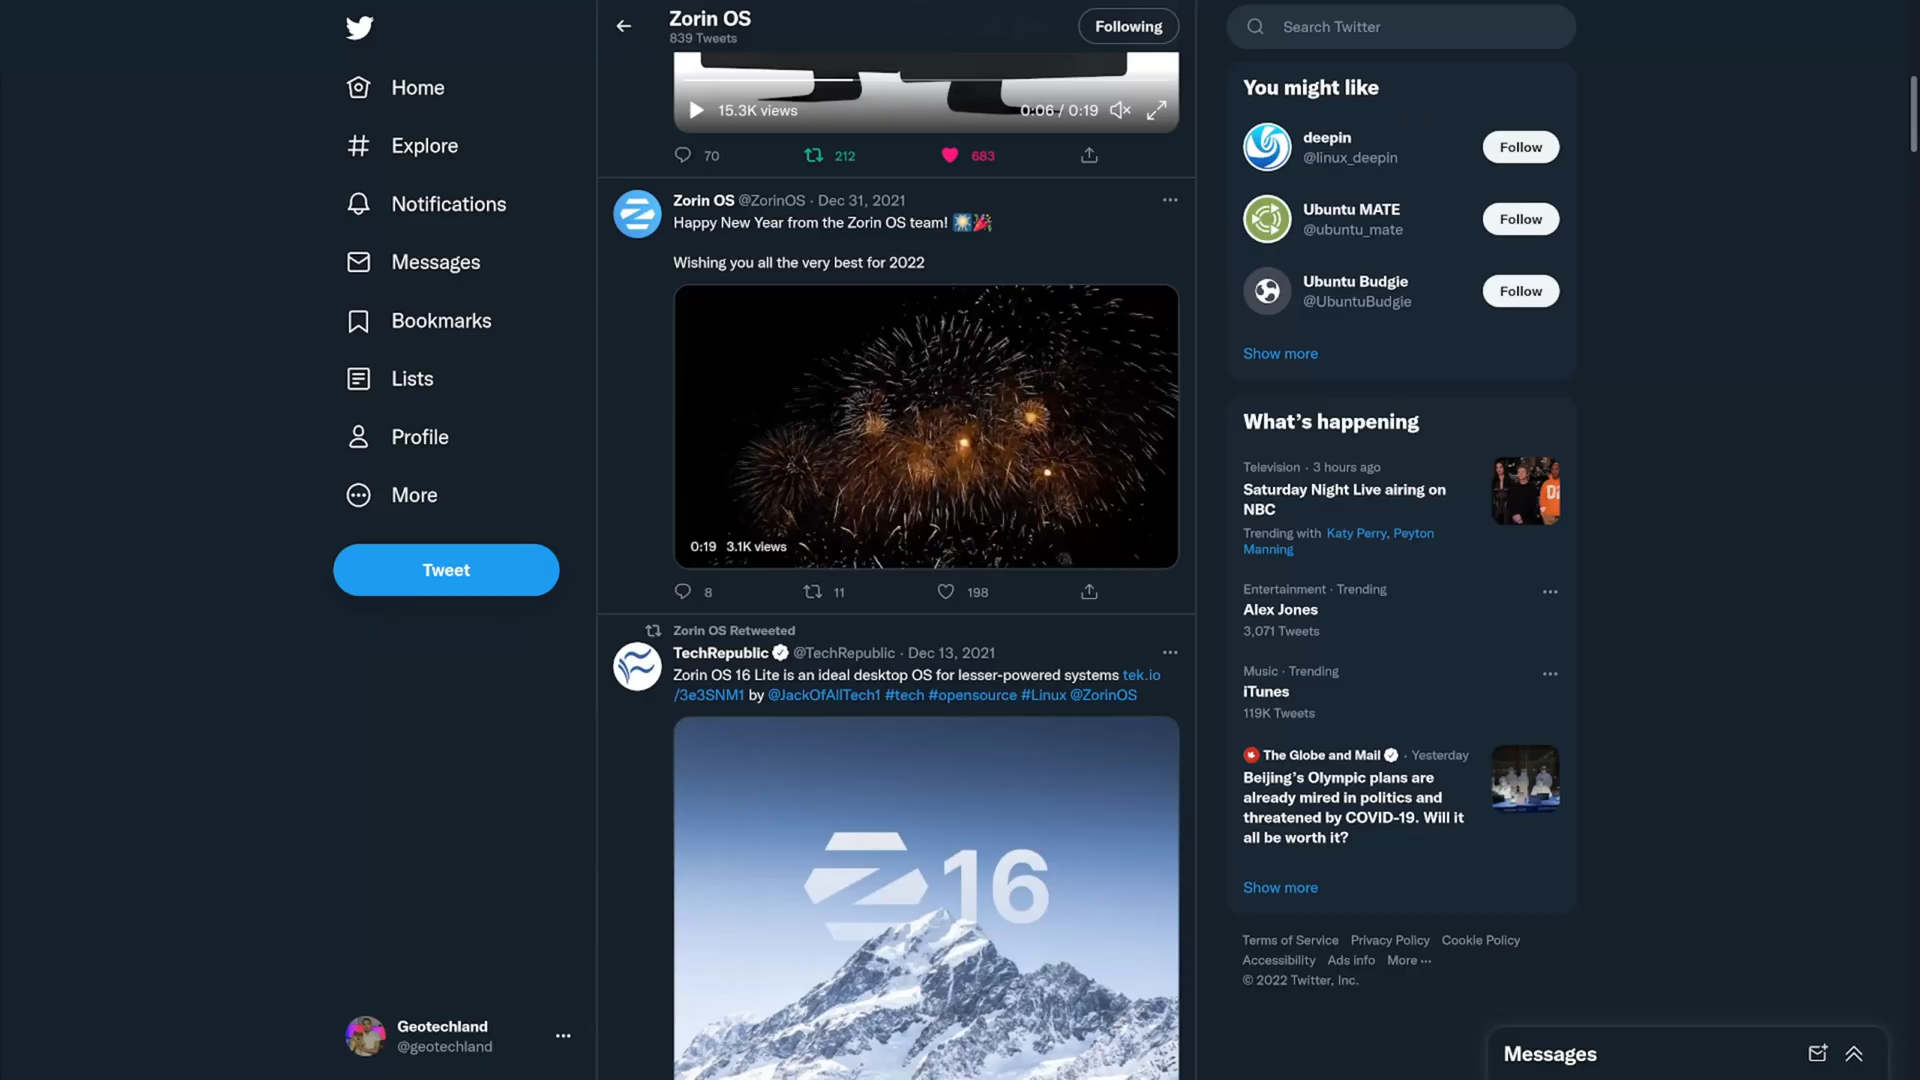 Home
Explore
Notifications
Messages
Bookmarks
Lists
Profile
More
Tweet
Geotechland
@geotechland
Zorin OS
839 Tweets
Following
15.3K views
0:06 / 0:19
70
212
683
Zorin OS @ZorinOS · Dec 31, 2021
Happy New Year from the Zorin OS team!
Wishing you all the very best for 2022
0:19 3.1K views
8
11
198
Zorin OS Retweeted
TechRepublic @TechRepublic · Dec 13, 2021
Zorin OS 16 Lite is an ideal desktop OS for lesser-powered systems tek.io
/3e3SNM1 by @JackOfAllTech1 #tech #opensource #Linux @ZorinOS
16
Search Twitter
You might like
deepin
@linux_deepin
Follow
Ubuntu MATE
@ubuntu_mate
Follow
Ubuntu Budgie
@UbuntuBudgie
Follow
Show more
What's happening
Television · 3 hours ago
Saturday Night Live airing on
NBC
Trending with Katy Perry, Peyton
Manning
Entertainment · Trending
Alex Jones
3,071 Tweets
Music · Trending
iTunes
119K Tweets
The Globe and Mail · Yesterday
Beijing's Olympic plans are
already mired in politics and
threatened by COVID-19. Will it
all be worth it?
Show more
Terms of Service Privacy Policy Cookie Policy
Accessibility Ads info More ···
© 2022 Twitter, Inc.
Messages